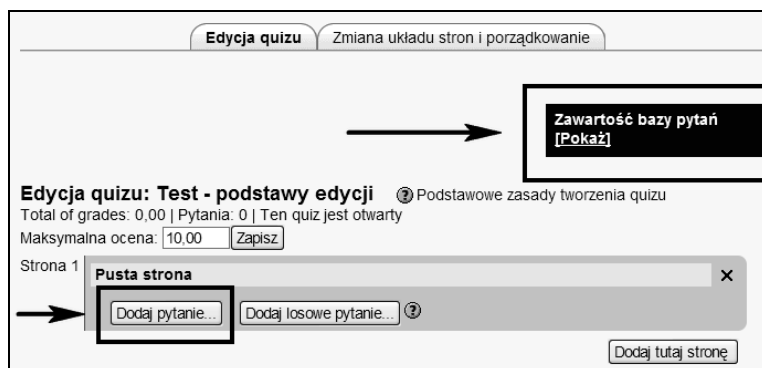 Edycja quizu Zmiana układu stron i porządkowanie
Zawartość bazy pytań
[Pokaż]
Edycja quizu: Test - podstawy edycji ? Podstawowe zasady tworzenia quizu
Total of grades: 0,00 | Pytania: 0 | Ten quiz jest otwarty
Maksymalna ocena: 10,00 Zapisz
Strona 1 Pusta strona ×
Dodaj pytanie... Dodaj losowe pytanie... ?
Dodaj tutaj stronę